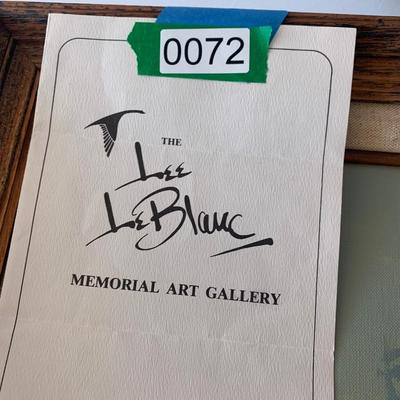 0072
THE
Lee
LeBlanc
MEMORIAL ART GALLERY